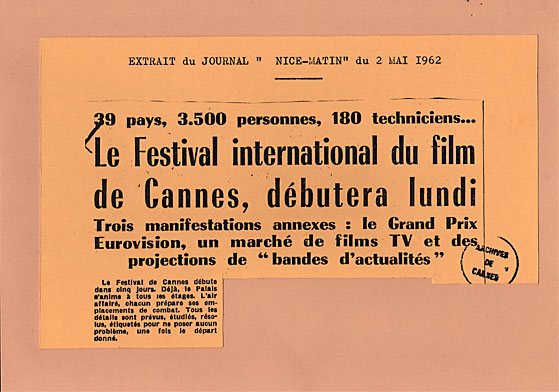 EXTRAIT du JOURNAL " NICE-MATIN" du 2 MAI 1962
39 pays, 3.500 personnes, 180 techniciens...
Le Festival international du film
de Cannes, débutera lundi
Trois manifestations annexes : le Grand Prix
Eurovision, un marché de films TV et des
projections de “ bandes d'actualités ”
ARCHIVES
DE
CANNES
Le Festival de Cannes débute
dans cinq jours. Déjà, le Palais
s'anime à tous les étages. L'air
affairé, chacun prépare ses em-
placements de combat. Tous les
détails sont prévus, étudiés, réso-
lus, étiquetés pour ne poser aucun
problème, une fois le départ
donné.